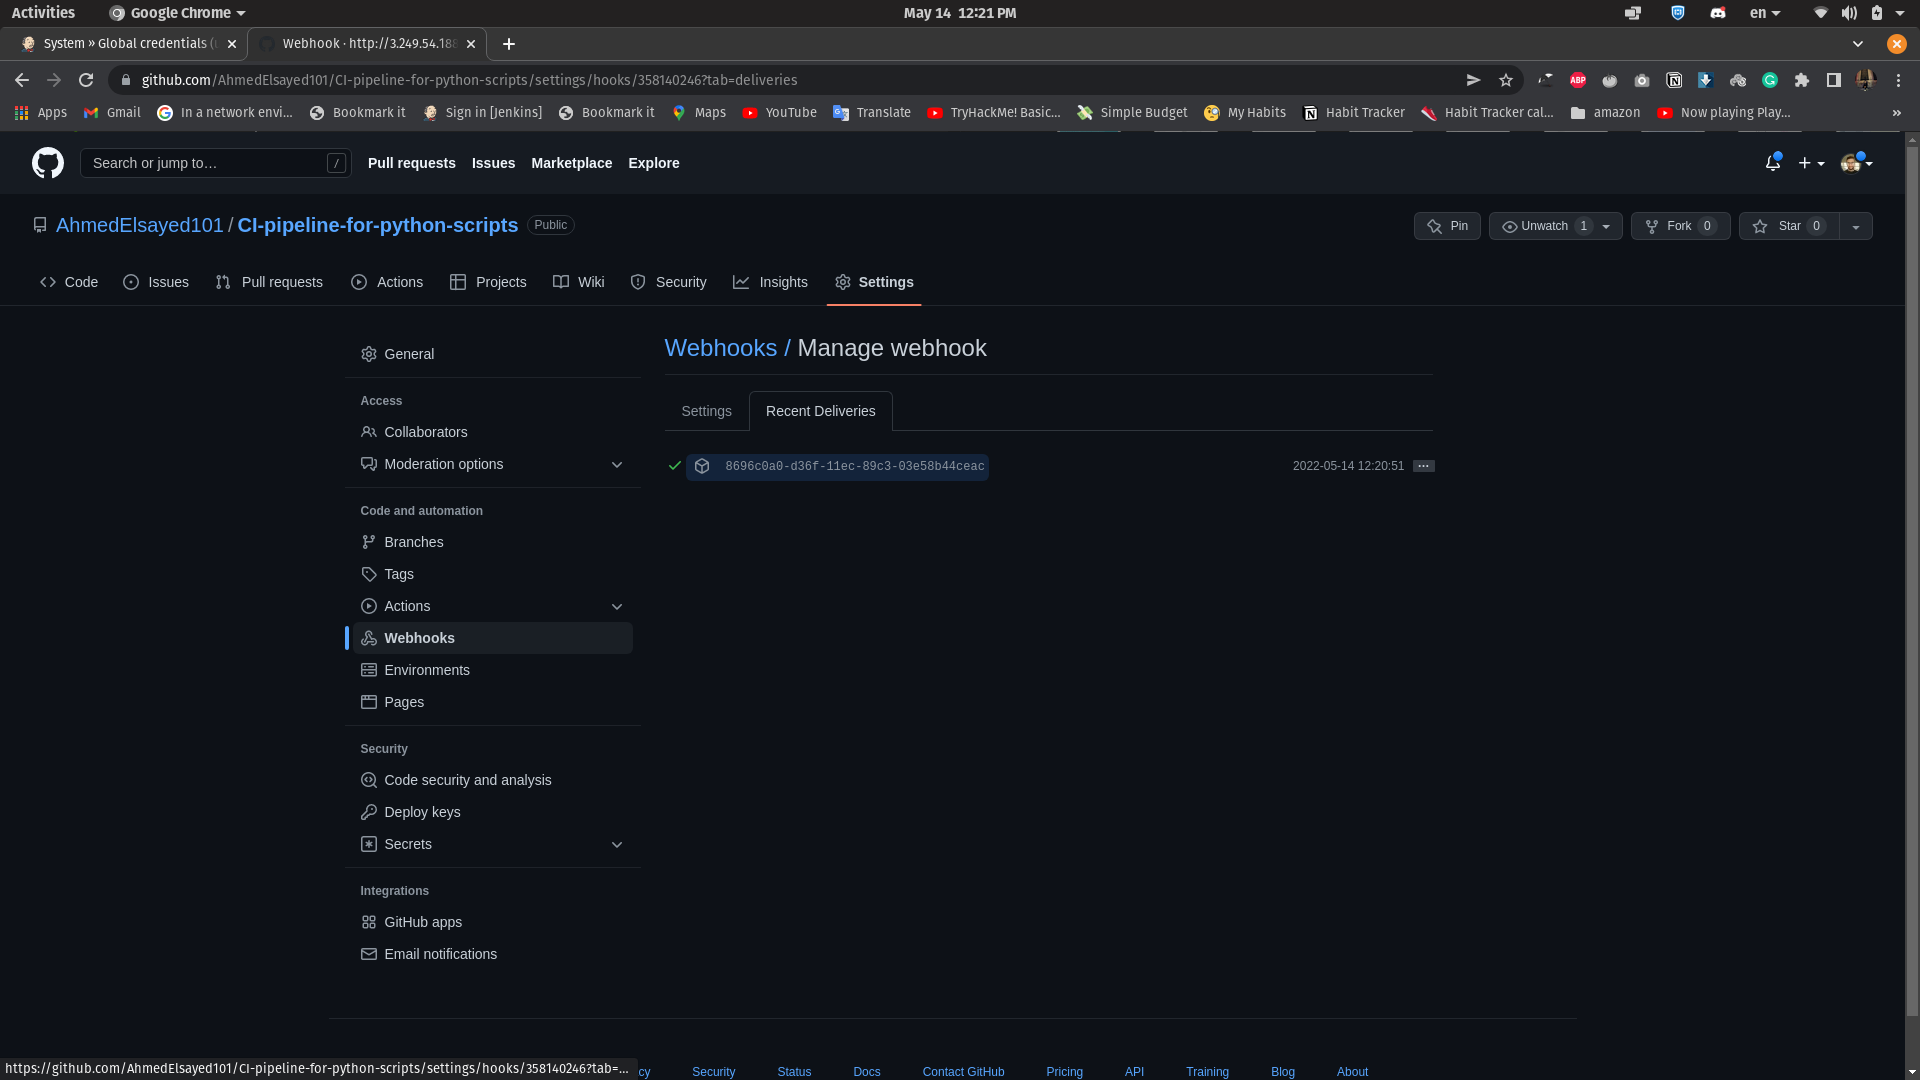 Activities Google Chrome May 14 12:21 PM en
System » Global credentials (u Webhook · http://3.249.54.188
github.com/AhmedElsayed101/CI-pipeline-for-python-scripts/settings/hooks/358140246?tab=deliveries ABP
Apps Gmail In a network envi... Bookmark it Sign in [Jenkins] Bookmark it Maps YouTube Translate TryHackMe! Basic... Simple Budget My Habits Habit Tracker Habit Tracker cal... amazon Now playing Play... »
Search or jump to... / Pull requests Issues Marketplace Explore
AhmedElsayed101 / CI-pipeline-for-python-scripts Public Pin Unwatch 1 Fork 0 Star 0
Code Issues Pull requests Actions Projects Wiki Security Insights Settings
General
Access
Collaborators
Moderation options
Code and automation
Branches
Tags
Actions
Webhooks
Environments
Pages
Security
Code security and analysis
Deploy keys
Secrets
Integrations
GitHub apps
Email notifications
Webhooks / Manage webhook
Settings Recent Deliveries
8696c0a0-d36f-11ec-89c3-03e58b44ceac 2022-05-14 12:20:51 ...
https://github.com/AhmedElsayed101/CI-pipeline-for-python-scripts/settings/hooks/358140246?tab=... cy Security Status Docs Contact GitHub Pricing API Training Blog About